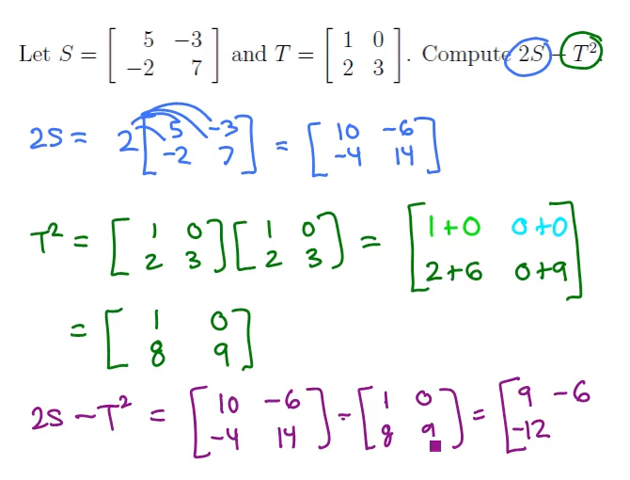 Let S = [ 5 −3 ; −2 7 ] and T = [ 1 0 ; 2 3 ]. Compute 2S − T².
2S = 2 [ 5 −3 ; −2 7 ] = [ 10 −6 ; −4 14 ]
T² = [ 1 0 ; 2 3 ] [ 1 0 ; 2 3 ] = [ 1+0 0+0 ; 2+6 0+9 ]
= [ 1 0 ; 8 9 ]
2S − T² = [ 10 −6 ; −4 14 ] − [ 1 0 ; 8 9 ] = [ 9 −6 ; −12